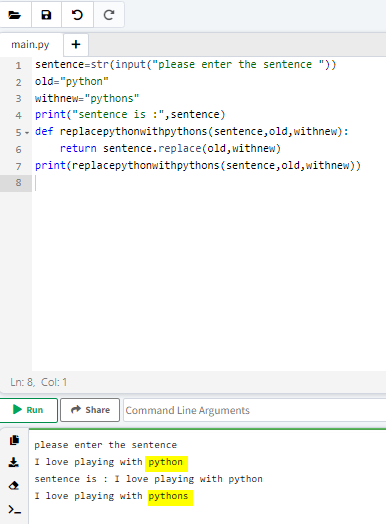 main.py +
1 sentence=str(input("please enter the sentence "))
2 old="python"
3 withnew="pythons"
4 print("sentence is :",sentence)
5 def replacepythonwithpythons(sentence,old,withnew):
6     return sentence.replace(old,withnew)
7 print(replacepythonwithpythons(sentence,old,withnew))
8
Ln: 8, Col: 1
Run Share Command Line Arguments
please enter the sentence
I love playing with python
sentence is : I love playing with python
I love playing with pythons